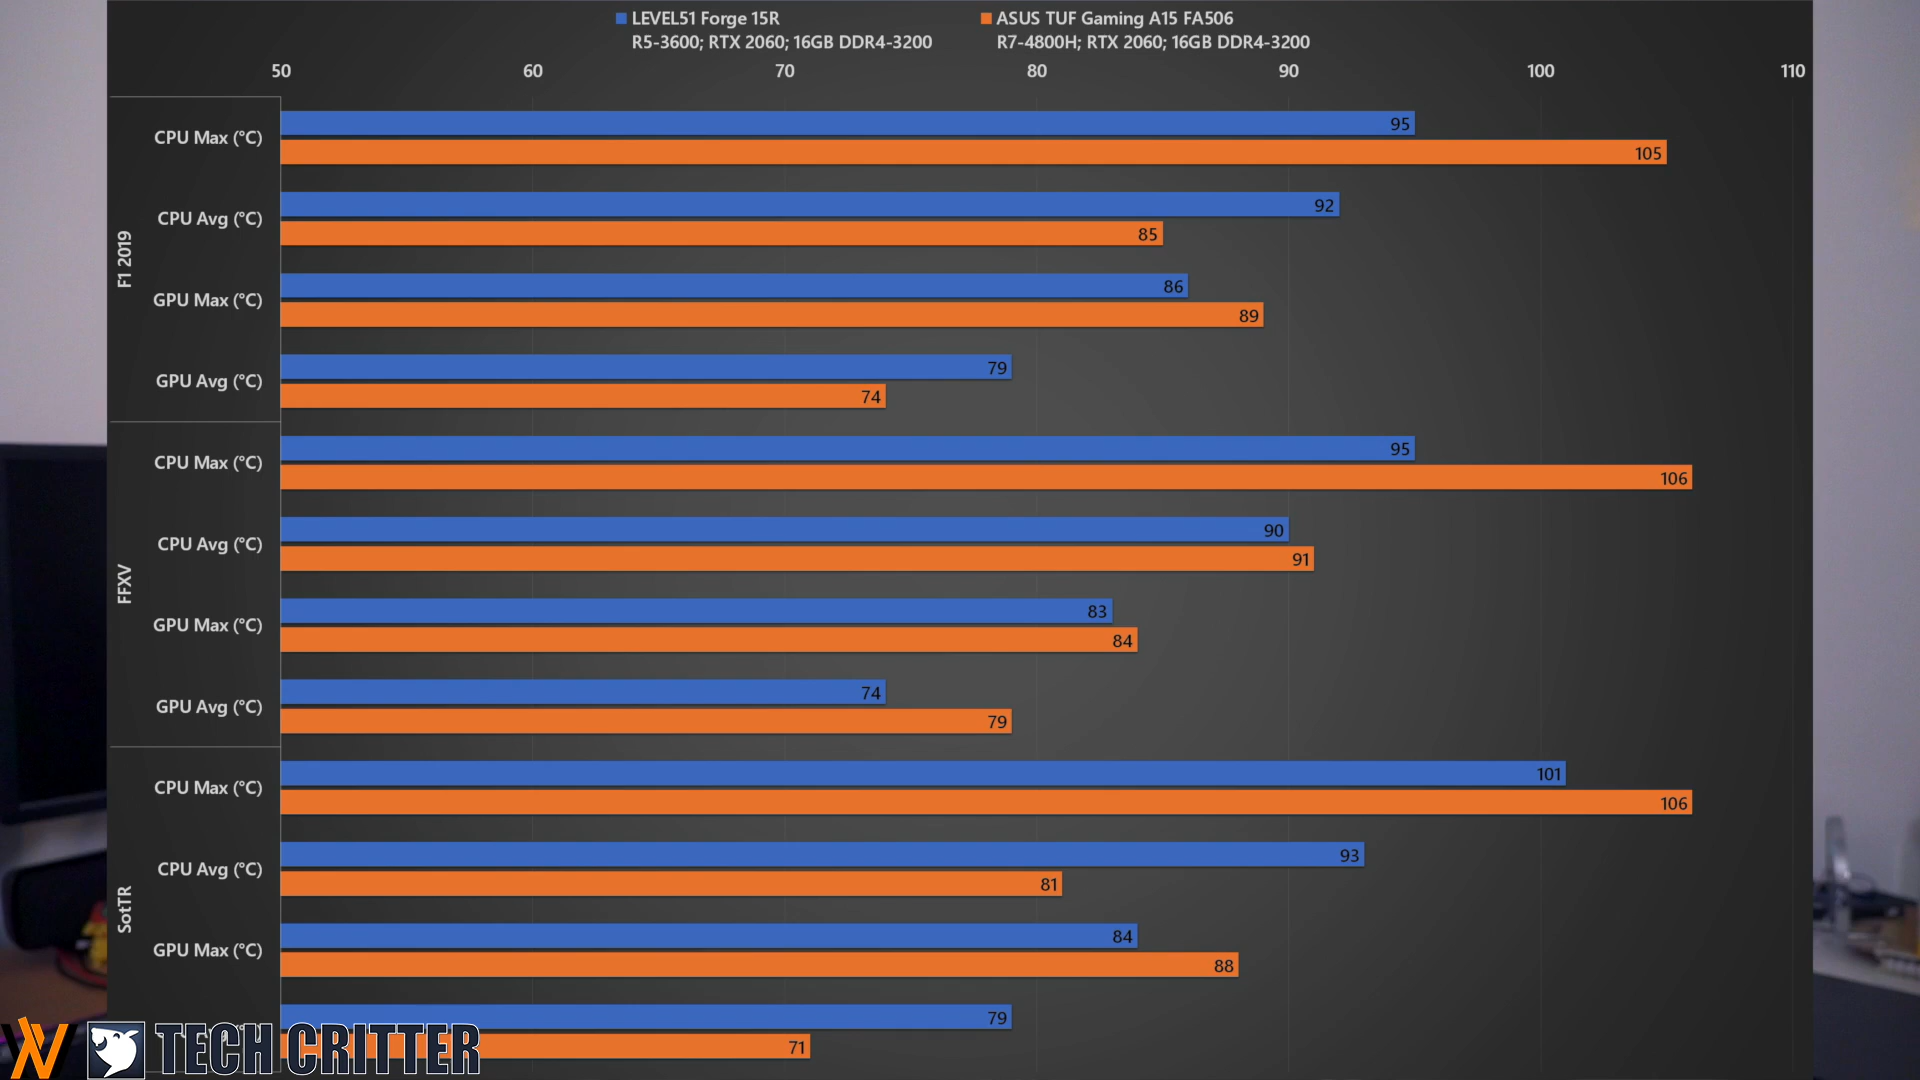 LEVEL51 Forge 15R
R5-3600; RTX 2060; 16GB DDR4-3200
ASUS TUF Gaming A15 FA506
R7-4800H; RTX 2060; 16GB DDR4-3200
50 60 70 80 90 100 110
F1 2019
CPU Max (°C)
95
105
CPU Avg (°C)
92
85
GPU Max (°C)
86
89
GPU Avg (°C)
79
74
FFXV
CPU Max (°C)
95
106
CPU Avg (°C)
90
91
GPU Max (°C)
83
84
GPU Avg (°C)
74
79
SotTR
CPU Max (°C)
101
106
CPU Avg (°C)
93
81
GPU Max (°C)
84
88
79
71
TECH CRITTER